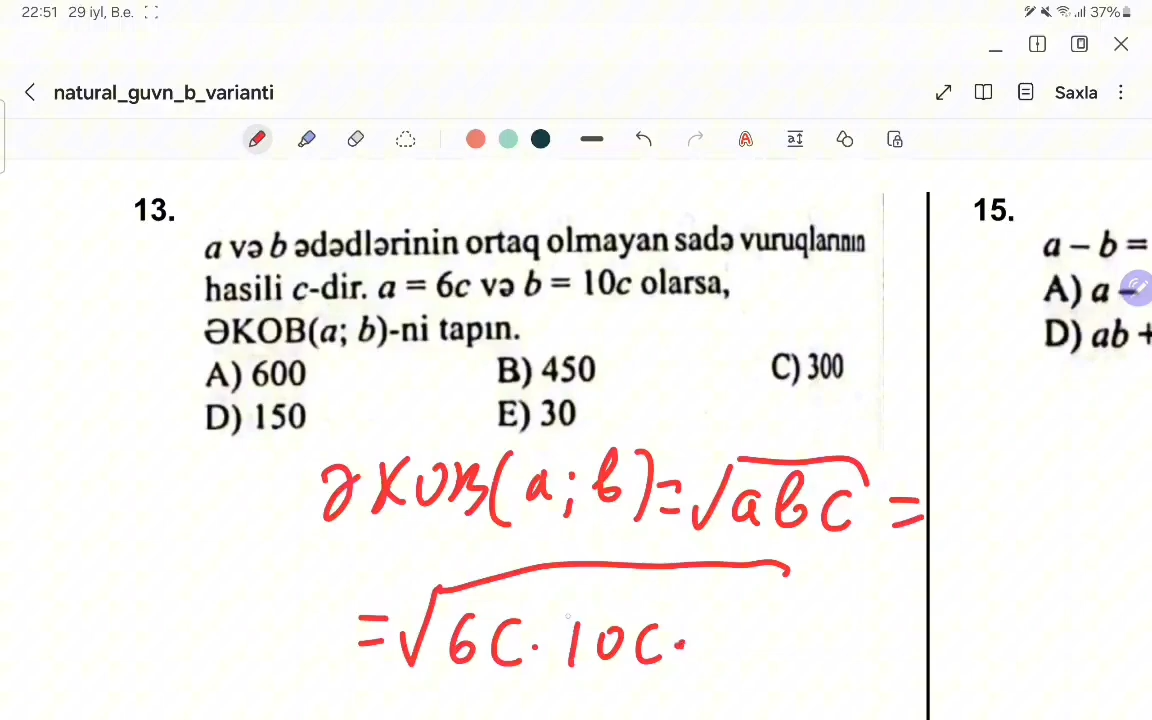 22:51 29 iyl, B.e. 37%
natural_guvn_b_varianti Saxla
13.
a və b ədədlərinin ortaq olmayan sadə vuruqlarının
hasili c-dir. a = 6c və b = 10c olarsa,
ƏKOB(a; b)-ni tapın.
A) 600 B) 450 C) 300
D) 150 E) 30
ƏKOB(a; b) = √abc =
= √6c · 10c ·
15.
a – b =
A) a –
D) ab +